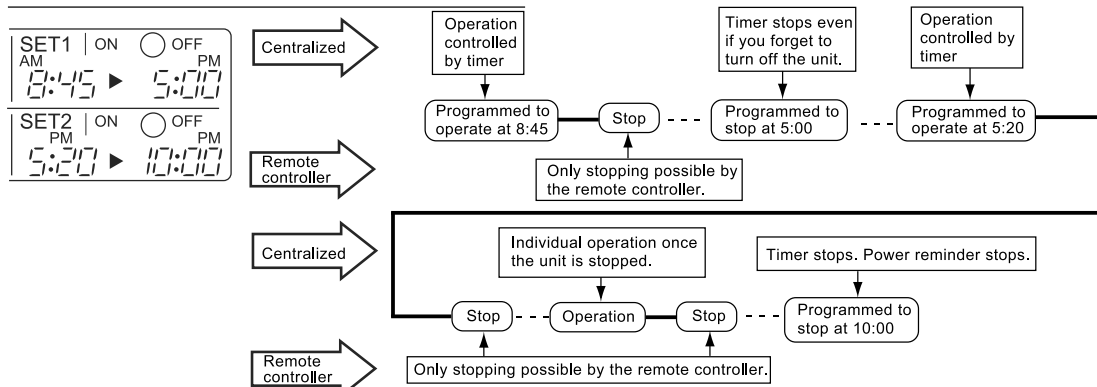 SET1 ON OFF
AM PM
8:45 5:00
SET2 ON OFF
PM PM
5:20 10:00
Centralized
Operation
controlled
by timer
Timer stops even
if you forget to
turn off the unit.
Operation
controlled by
timer
Programmed to
operate at 8:45
Stop
Programmed to
stop at 5:00
Programmed to
operate at 5:20
Remote
controller
Only stopping possible by
the remote controller.
Centralized
Individual operation once
the unit is stopped.
Timer stops. Power reminder stops.
Stop
Operation
Stop
Programmed to
stop at 10:00
Remote
controller
Only stopping possible by the remote controller.